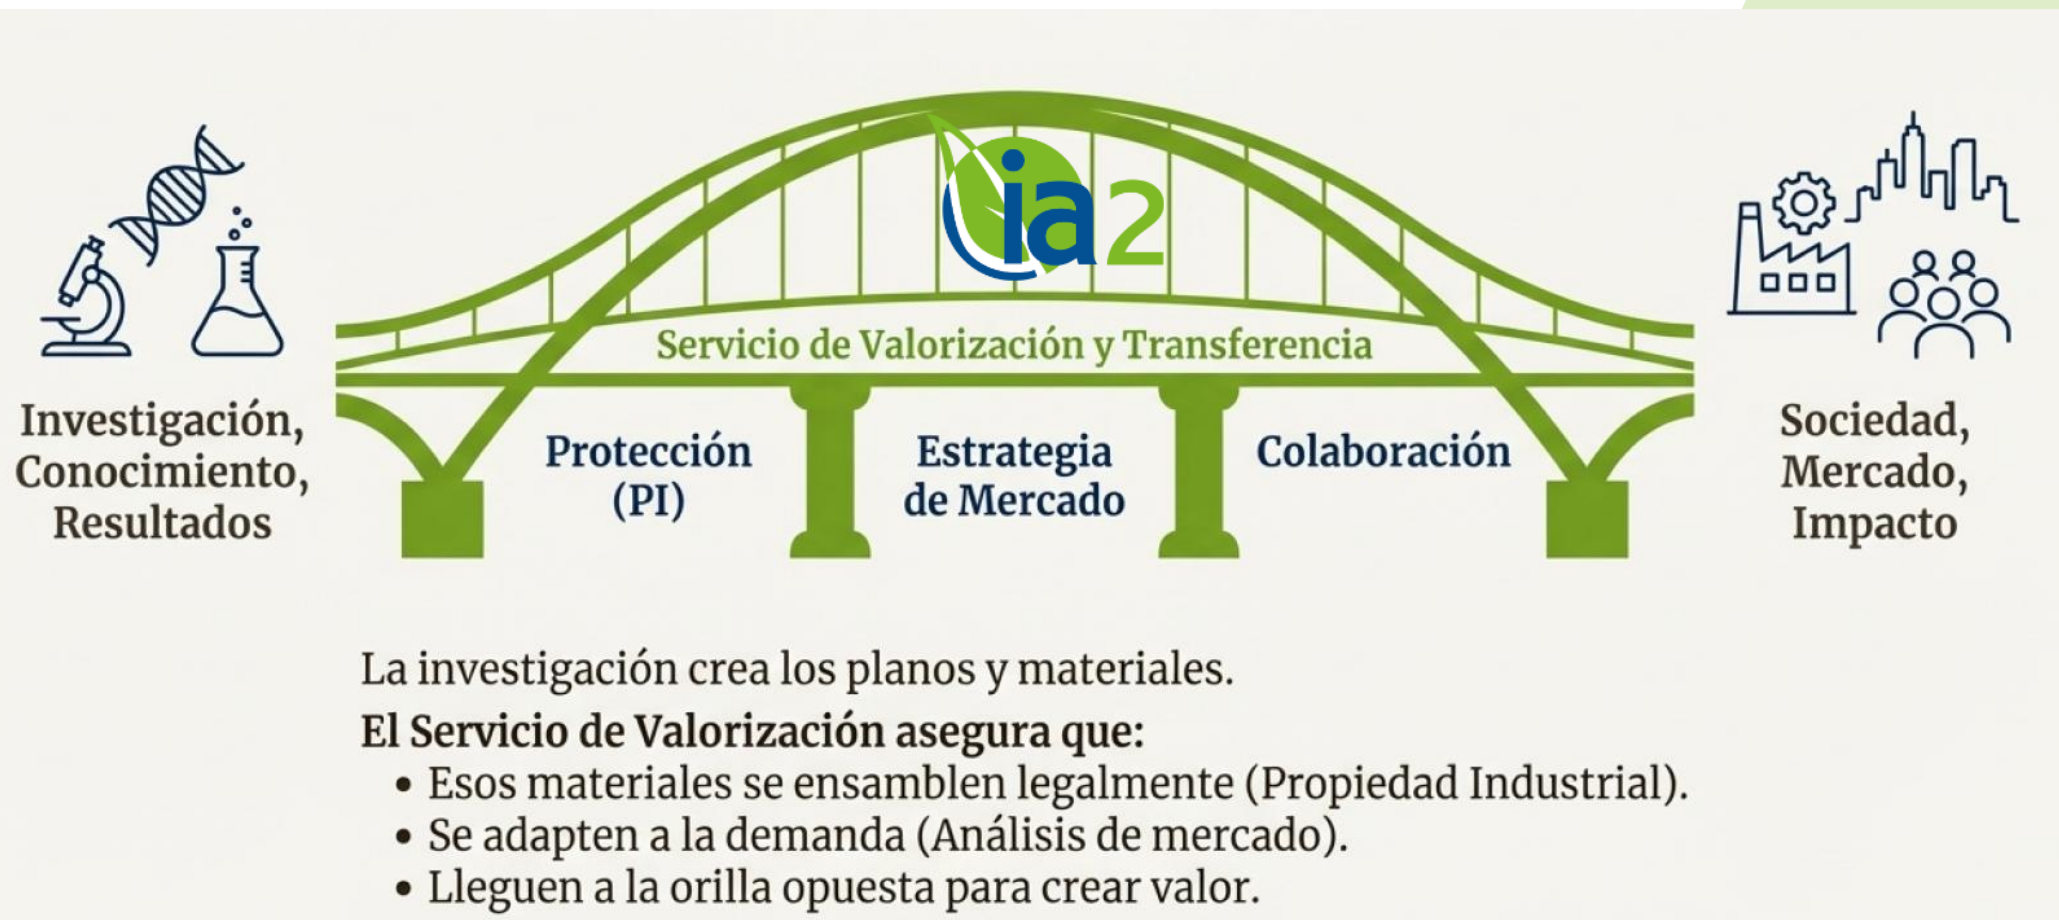 ia2
Servicio de Valorización y Transferencia
Investigación,
Conocimiento,
Resultados
Protección
(PI)
Estrategia
de Mercado
Colaboración
Sociedad,
Mercado,
Impacto
La investigación crea los planos y materiales.
El Servicio de Valorización asegura que:
• Esos materiales se ensamblen legalmente (Propiedad Industrial).
• Se adapten a la demanda (Análisis de mercado).
• Lleguen a la orilla opuesta para crear valor.